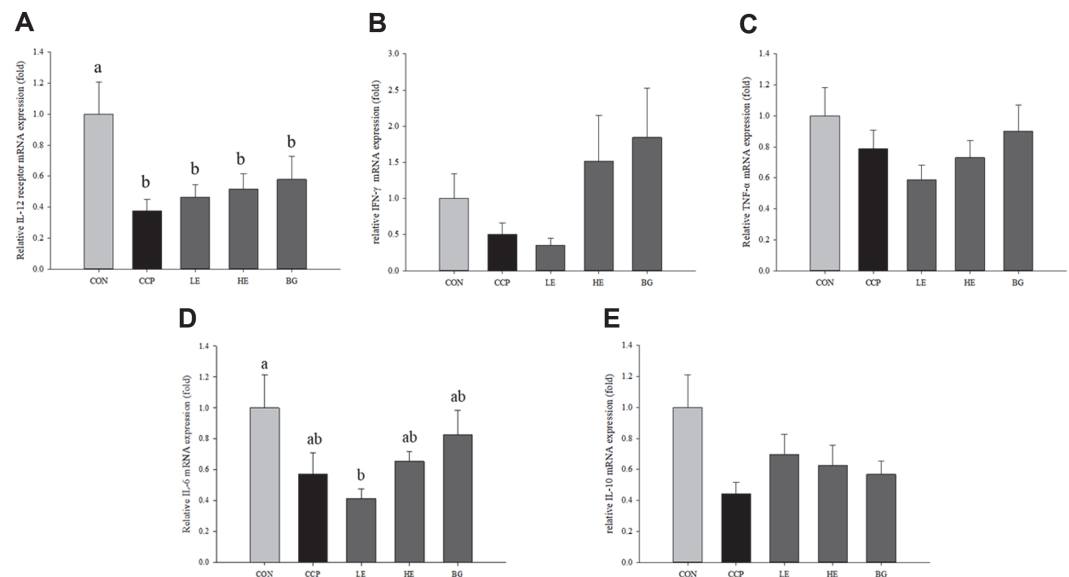 A
Relative IL-12 receptor mRNA expression (fold)
1.4
1.2
1.0
0.8
0.6
0.4
0.2
0.0
a
b
b
b
b
CON CCP LE HE BG
B
relative IFN-γ mRNA expression (fold)
3.0
2.5
2.0
1.5
1.0
0.5
0.0
CON CCP LE HE BG
C
Relative TNF-α mRNA expression (fold)
1.4
1.2
1.0
0.8
0.6
0.4
0.2
0.0
CON CCP LE HE BG
D
Relative IL-6 mRNA expression (fold)
1.4
1.2
1.0
0.8
0.6
0.4
0.2
0.0
a
ab
b
ab
ab
CON CCP LE HE BG
E
relative IL-10 mRNA expression (fold)
1.4
1.2
1.0
0.8
0.6
0.4
0.2
0.0
CON CCP LE HE BG